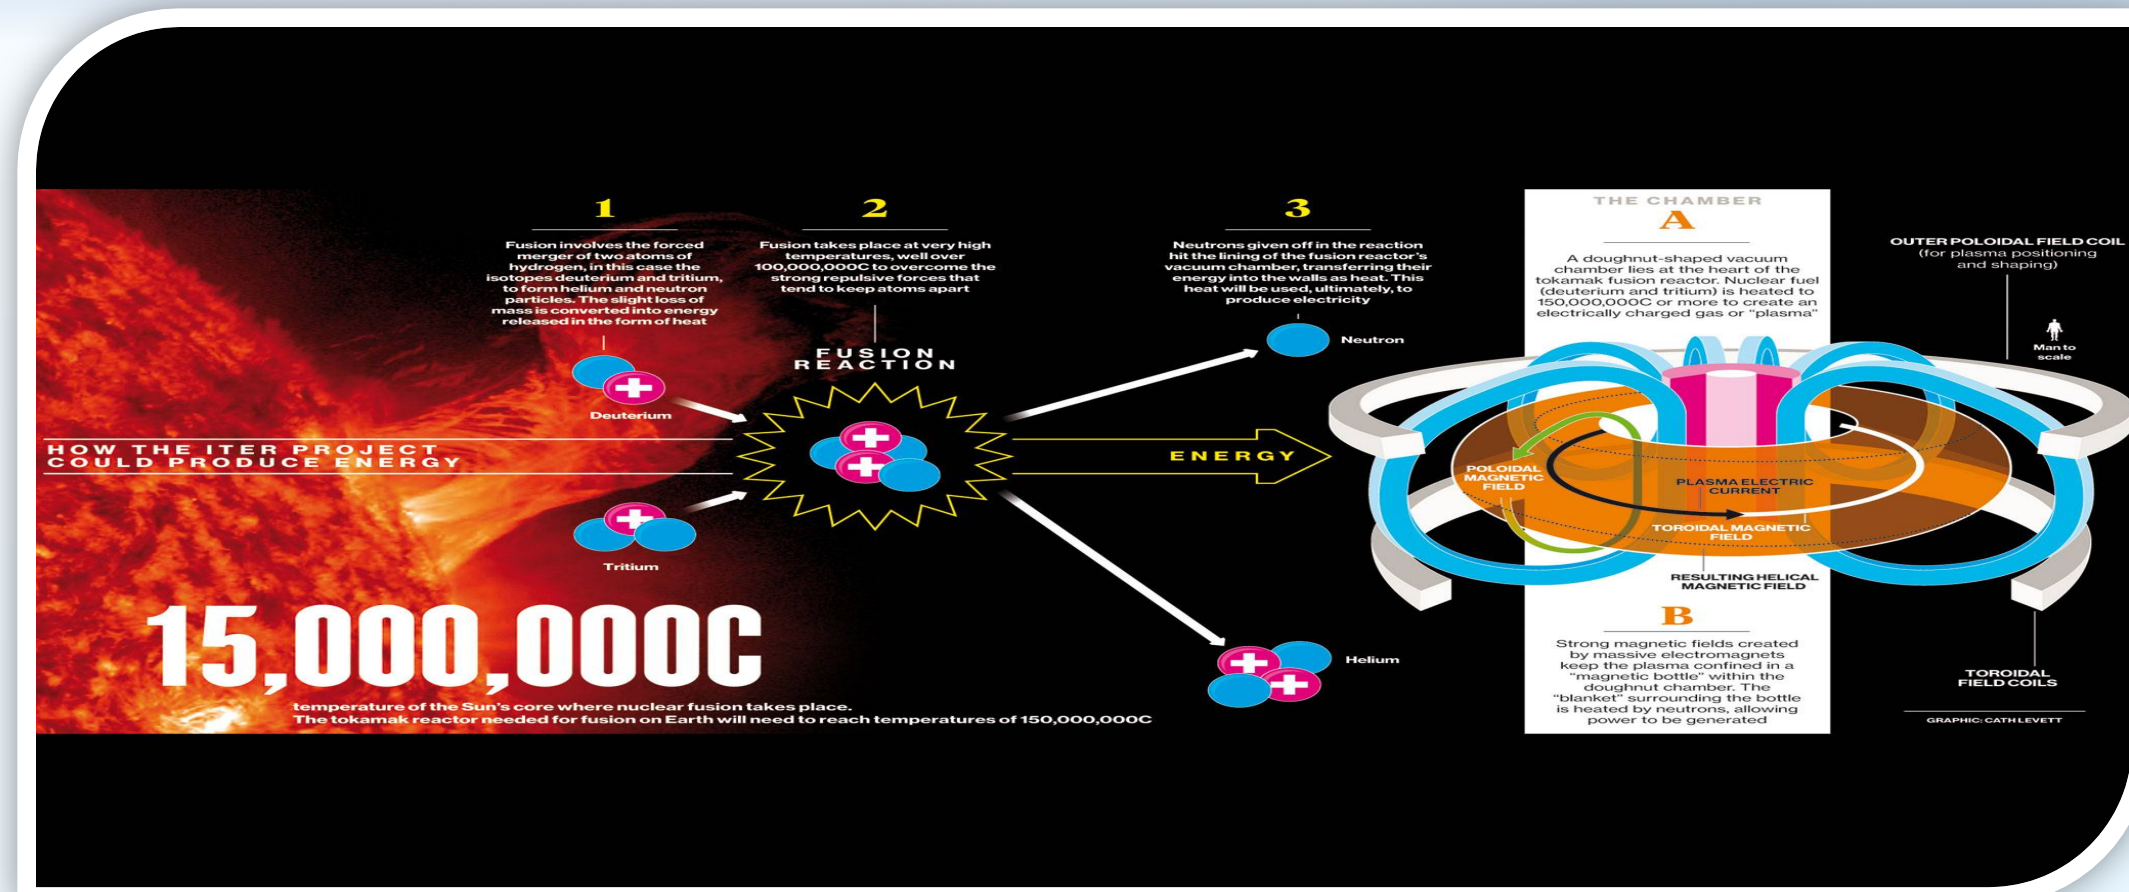 HOW THE ITER PROJECT
COULD PRODUCE ENERGY
1
Fusion involves the forced
merger of two atoms of
hydrogen, in this case the
isotopes deuterium and tritium,
to form helium and neutron
particles. The slight loss of
mass is converted into energy
released in the form of heat
Deuterium
Tritium
2
Fusion takes place at very high
temperatures, well over
100,000,000C to overcome the
strong repulsive forces that
tend to keep atoms apart
FUSION
REACTION
3
Neutrons given off in the reaction
hit the lining of the fusion reactor's
vacuum chamber, transferring their
energy into the walls as heat. This
heat will be used, ultimately, to
produce electricity
Neutron
ENERGY
Helium
15,000,000C
temperature of the Sun's core where nuclear fusion takes place.
The tokamak reactor needed for fusion on Earth will need to reach temperatures of 150,000,000C
THE CHAMBER
A
A doughnut-shaped vacuum
chamber lies at the heart of the
tokamak fusion reactor. Nuclear fuel
(deuterium and tritium) is heated to
150,000,000C or more to create an
electrically charged gas or "plasma"
OUTER POLOIDAL FIELD COIL
(for plasma positioning
and shaping)
Man to
scale
POLOIDAL
MAGNETIC
FIELD
PLASMA ELECTRIC
CURRENT
TOROIDAL MAGNETIC
FIELD
RESULTING HELICAL
MAGNETIC FIELD
B
Strong magnetic fields created
by massive electromagnets
keep the plasma confined in a
"magnetic bottle" within the
doughnut chamber. The
"blanket" surrounding the bottle
is heated by neutrons, allowing
power to be generated
TOROIDAL
FIELD COILS
GRAPHIC: CATH LEVETT